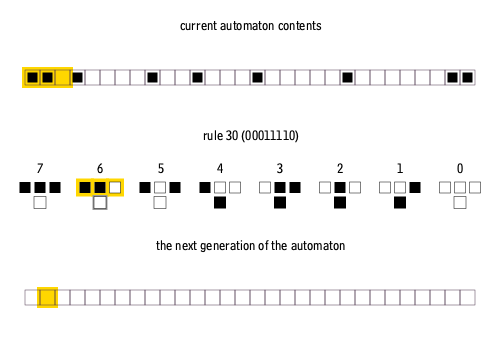 current automaton contents
rule 30 (00011110)
7 6 5 4 3 2 1 0
the next generation of the automaton